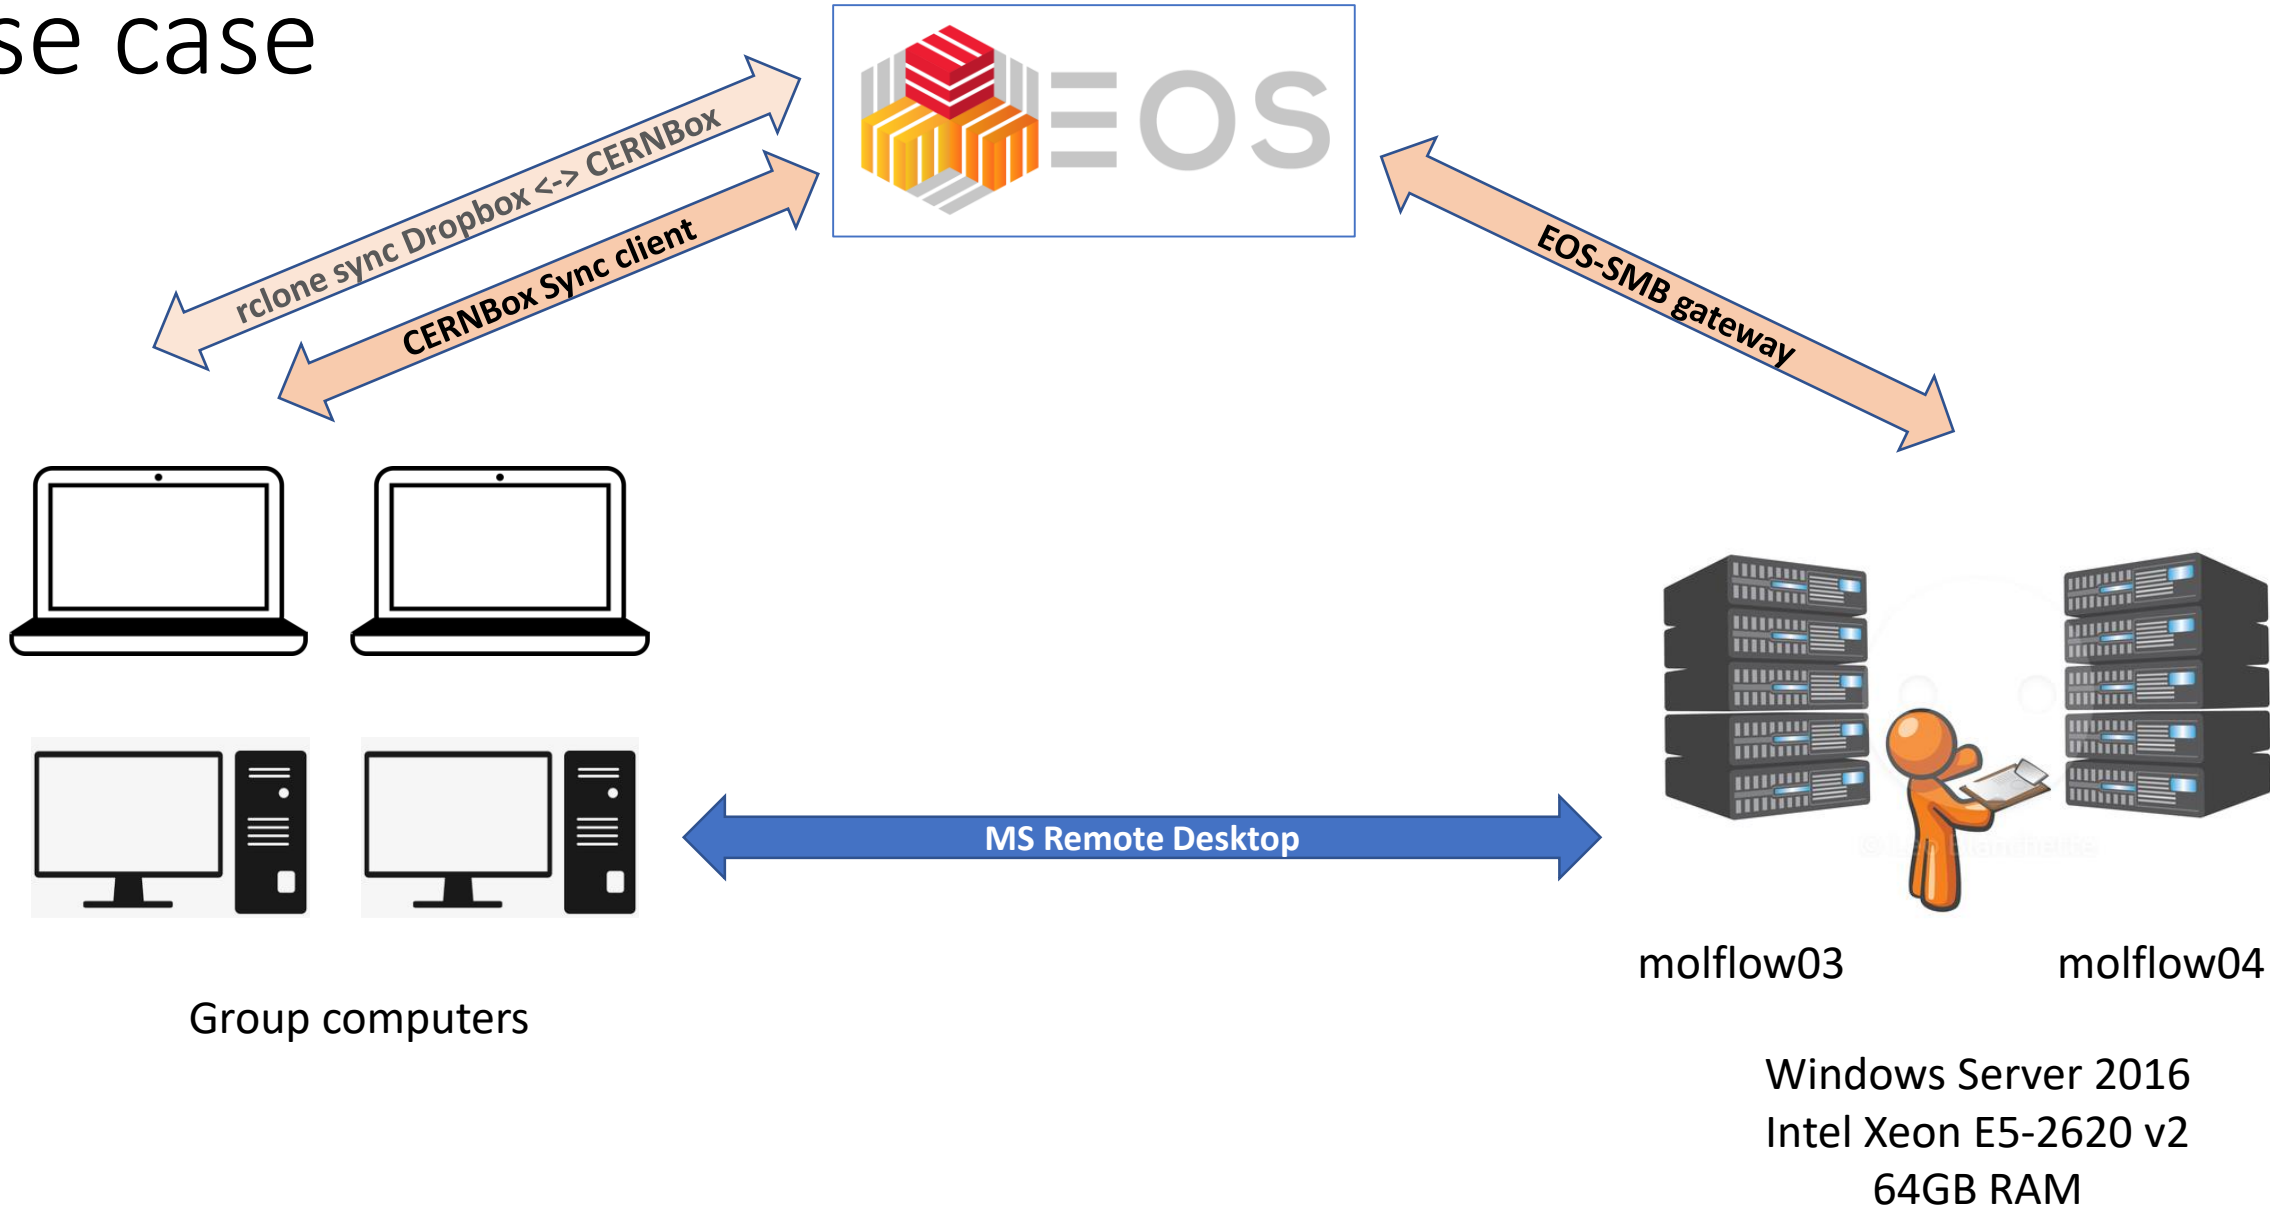 se case
EOS
rclone sync Dropbox <-> CERNBox
CERNBox Sync client
EOS-SMB gateway
MS Remote Desktop
molflow03
molflow04
Group computers
Windows Server 2016
Intel Xeon E5-2620 v2
64GB RAM